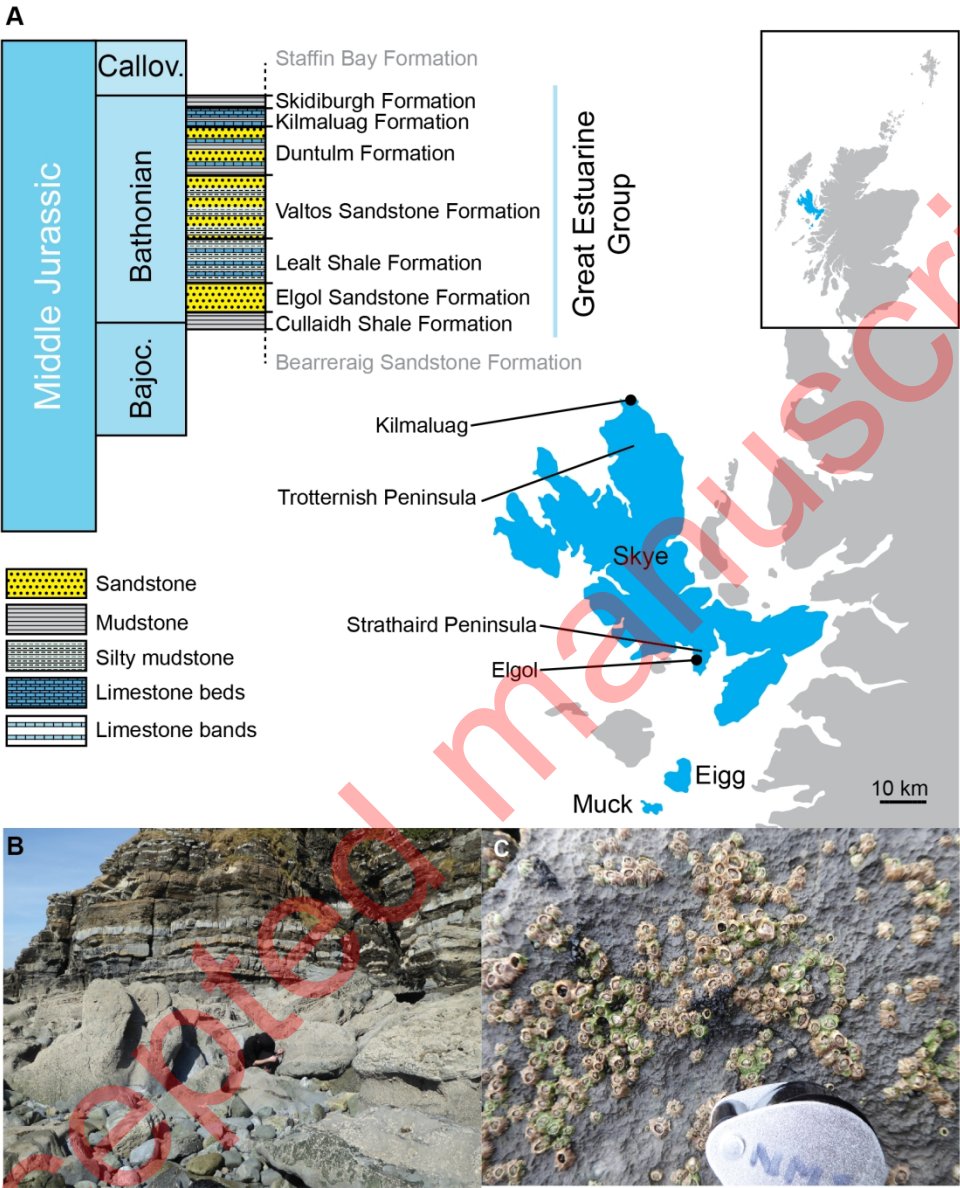 A
Middle Jurassic
Callov.
Bathonian
Bajoc.
Staffin Bay Formation
Skidiburgh Formation
Kilmaluag Formation
Duntulm Formation
Valtos Sandstone Formation
Lealt Shale Formation
Elgol Sandstone Formation
Cullaidh Shale Formation
Bearreraig Sandstone Formation
Great Estuarine
Group
Sandstone
Mudstone
Silty mudstone
Limestone beds
Limestone bands
Kilmaluag
Trotternish Peninsula
Skye
Strathaird Peninsula
Elgol
Eigg
Muck
10 km
B
C
epted manuscri